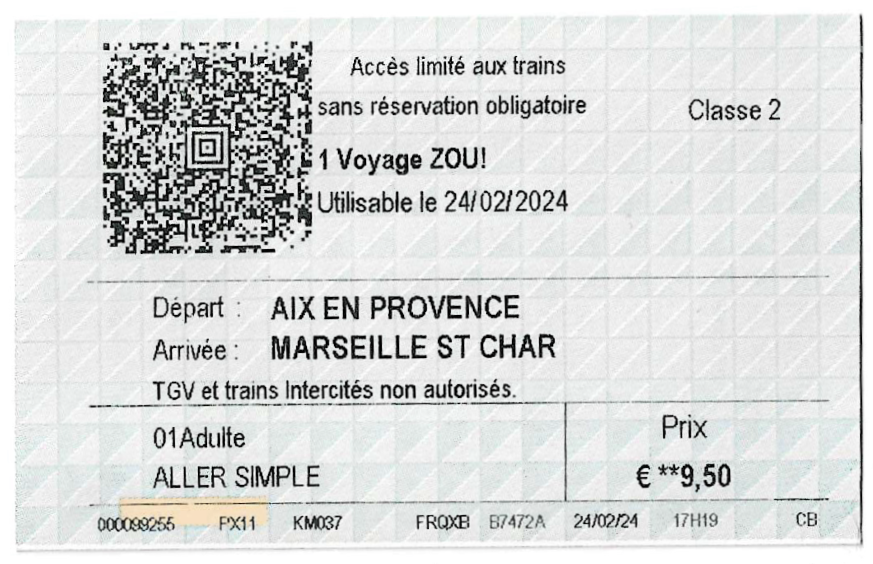 Accès limité aux trains
sans réservation obligatoire
Classe 2
1 Voyage ZOU!
Utilisable le 24/02/2024
Départ : AIX EN PROVENCE
Arrivée : MARSEILLE ST CHAR
TGV et trains Intercités non autorisés.
01Adulte
ALLER SIMPLE
Prix
€ **9,50
000099255 PX11 KM037 FRQXB B7472A 24/02/24 17H19 CB